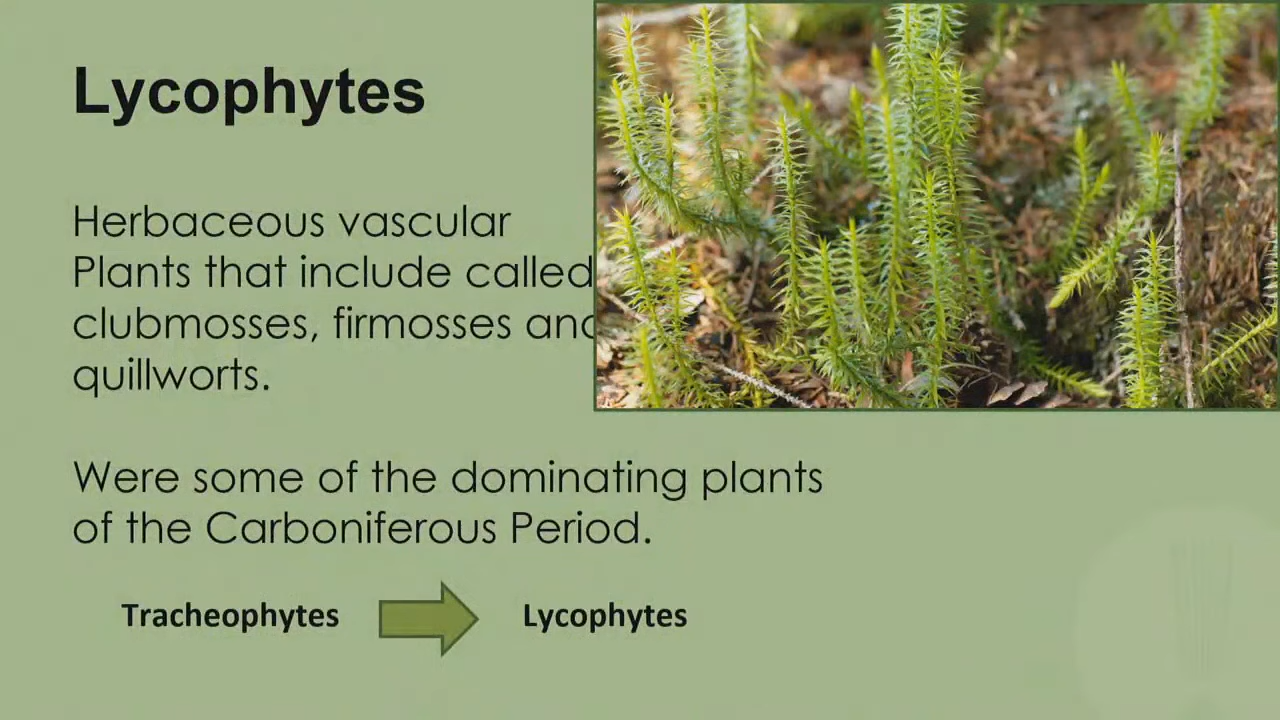 Lycophytes
Herbaceous vascular
Plants that include called
clubmosses, firmosses and
quillworts.
Were some of the dominating plants
of the Carboniferous Period.
Tracheophytes Lycophytes